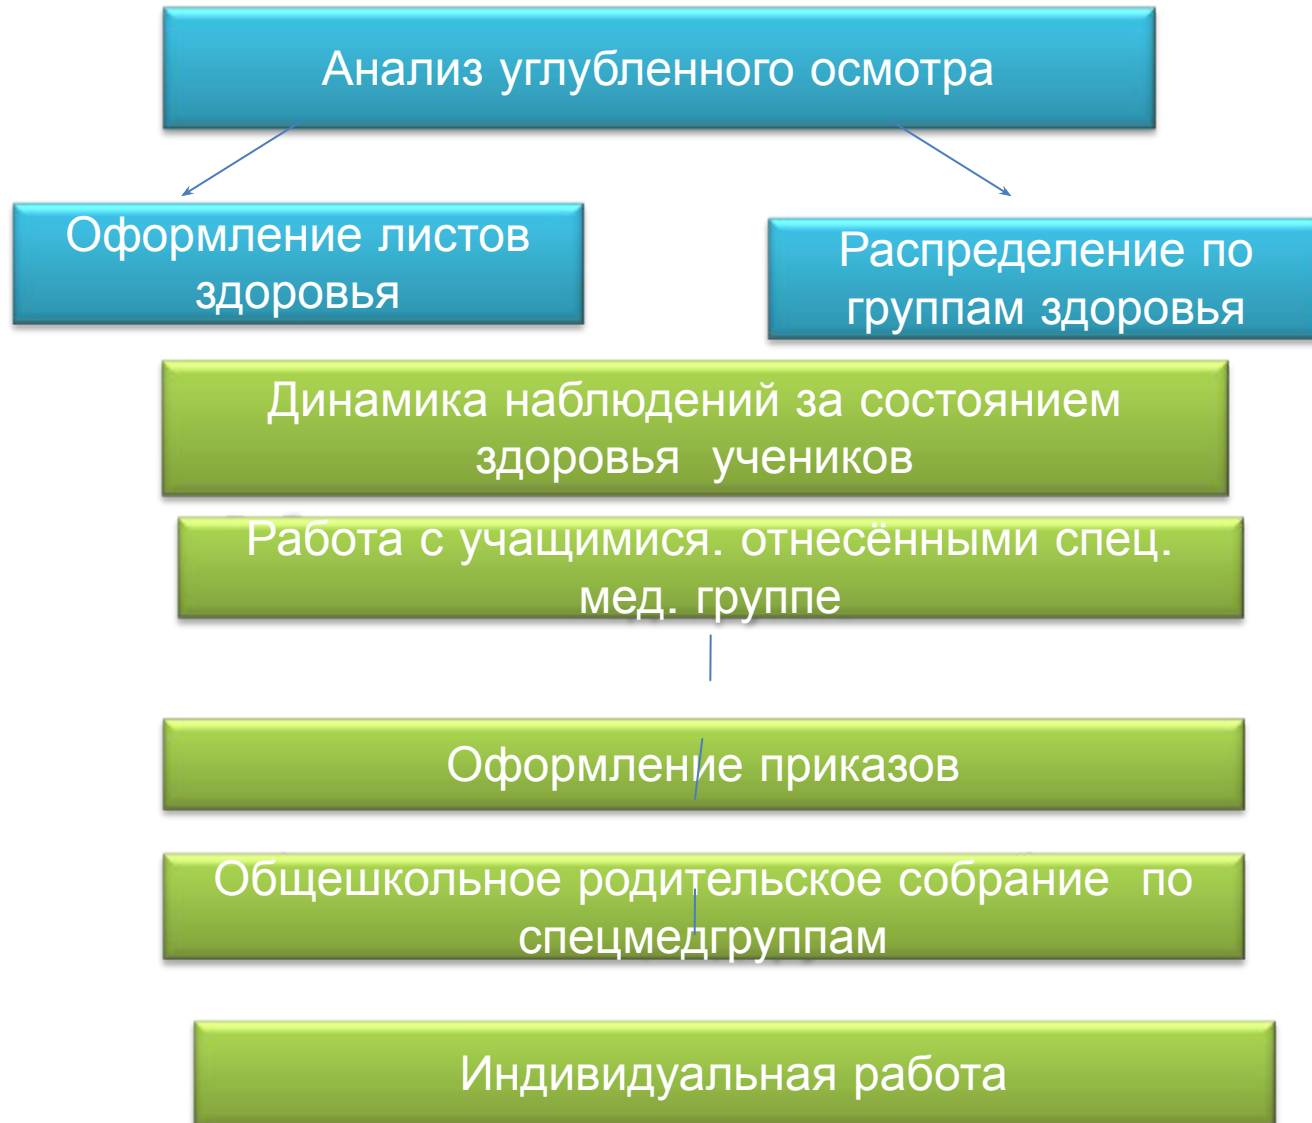 Анализ углубленного осмотра
Оформление листов
здоровья
Распределение по
группам здоровья
Динамика наблюдений за состоянием
здоровья учеников
Работа с учащимися. отнесёнными спец.
мед. группе
Оформление приказов
Общешкольное родительское собрание по
спецмедгруппам
Индивидуальная работа